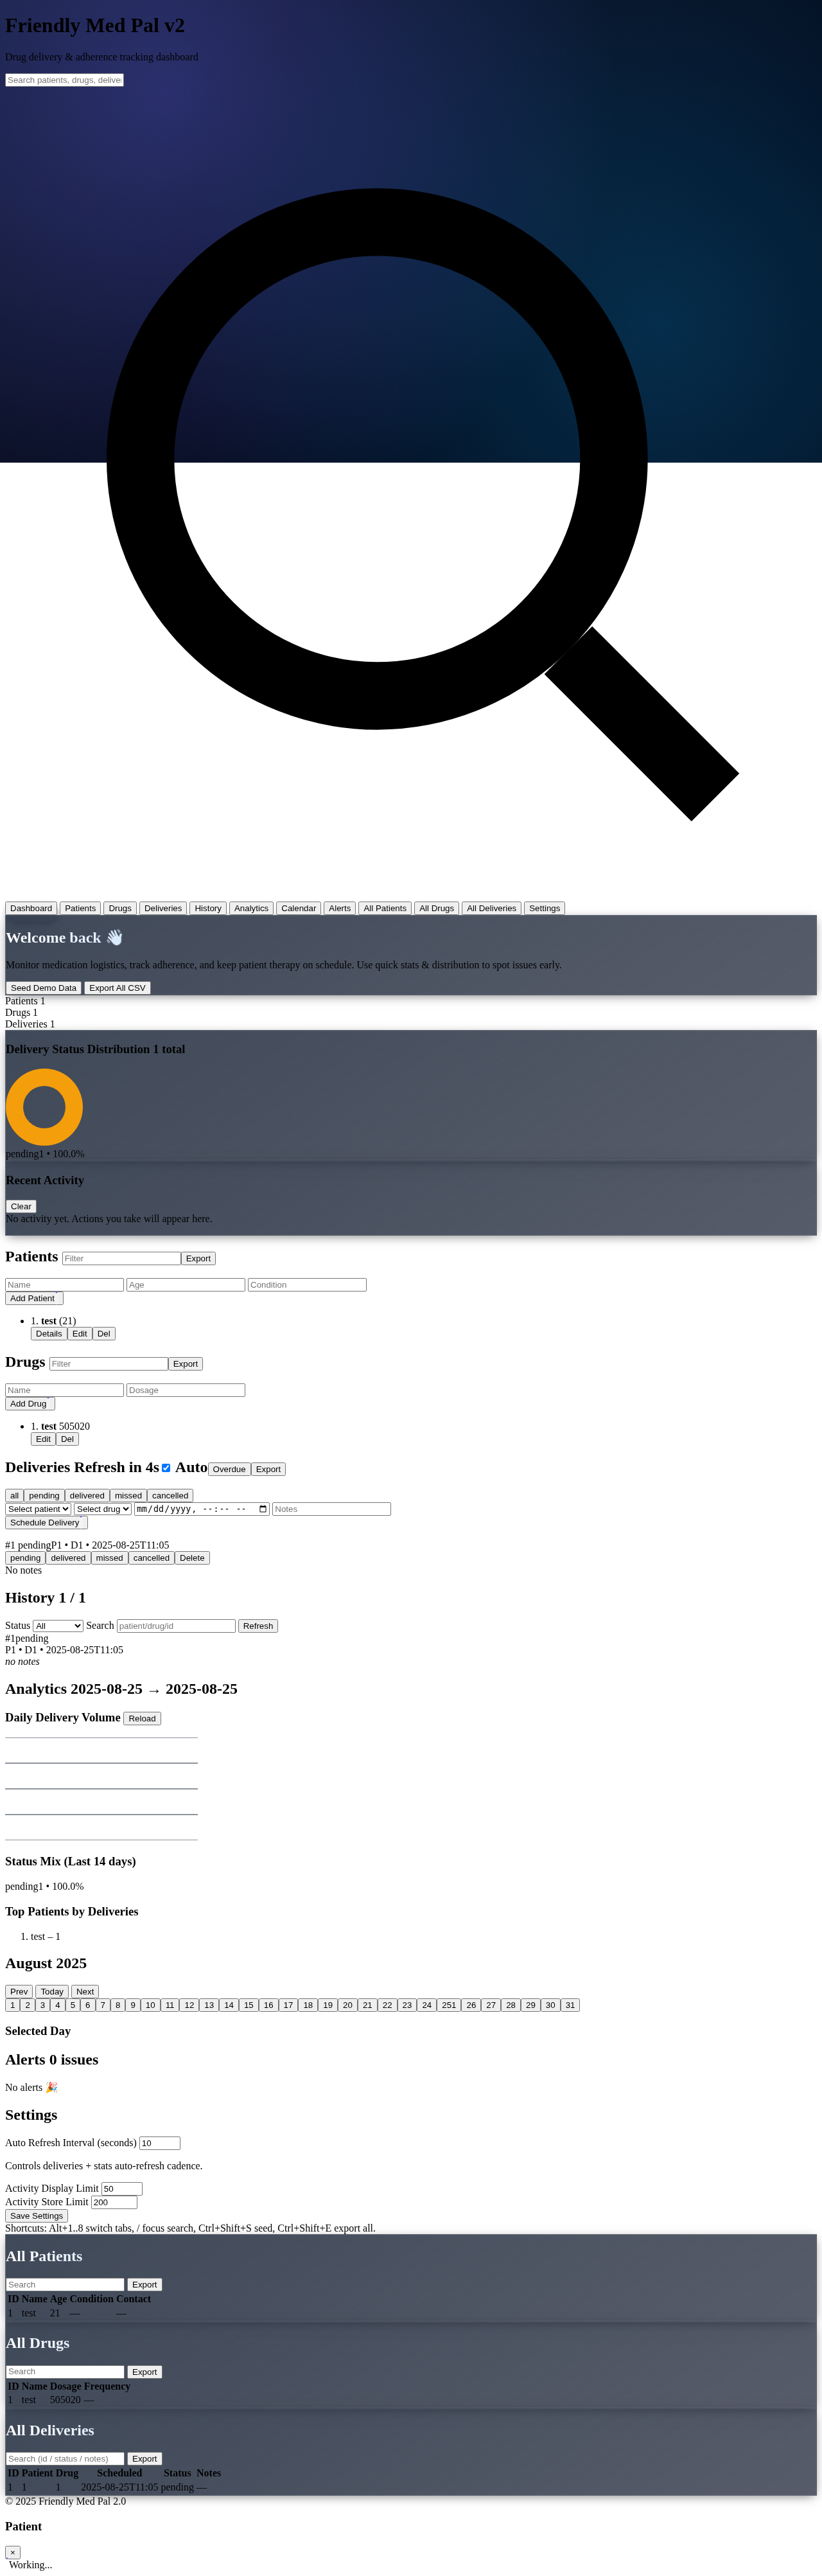 Friendly Med Pal v2
Drug delivery & adherence tracking dashboard
Search patients, drugs, deliver
Dashboard Patients Drugs Deliveries History Analytics Calendar Alerts All Patients All Drugs All Deliveries Settings
Welcome back 👋
Monitor medication logistics, track adherence, and keep patient therapy on schedule. Use quick stats & distribution to spot issues early.
Seed Demo Data Export All CSV
Patients 1
Drugs 1
Deliveries 1
Delivery Status Distribution 1 total
pending1 • 100.0%
Recent Activity
Clear
No activity yet. Actions you take will appear here.
Patients Filter Export
Name Age Condition
Add Patient
1. test (21)
Details Edit Del
Drugs Filter Export
Name Dosage
Add Drug
1. test 505020
Edit Del
Deliveries Refresh in 4s Auto Overdue Export
all pending delivered missed cancelled
Select patient Select drug mm/dd/yyyy, --:-- -- Notes
Schedule Delivery
#1 pendingP1 • D1 • 2025-08-25T11:05
pending delivered missed cancelled Delete
No notes
History 1 / 1
Status All Search patient/drug/id Refresh
#1pending
P1 • D1 • 2025-08-25T11:05
no notes
Analytics 2025-08-25 → 2025-08-25
Daily Delivery Volume Reload
Status Mix (Last 14 days)
pending1 • 100.0%
Top Patients by Deliveries
1. test – 1
August 2025
Prev Today Next
1 2 3 4 5 6 7 8 9 10 11 12 13 14 15 16 17 18 19 20 21 22 23 24 251 26 27 28 29 30 31
Selected Day
Alerts 0 issues
No alerts 🎉
Settings
Auto Refresh Interval (seconds) 10
Controls deliveries + stats auto-refresh cadence.
Activity Display Limit 50
Activity Store Limit 200
Save Settings
Shortcuts: Alt+1..8 switch tabs, / focus search, Ctrl+Shift+S seed, Ctrl+Shift+E export all.
All Patients
Search Export
ID Name Age Condition Contact
1 test 21 — —
All Drugs
Search Export
ID Name Dosage Frequency
1 test 505020 —
All Deliveries
Search (id / status / notes) Export
ID Patient Drug Scheduled Status Notes
1 1 1 2025-08-25T11:05 pending —
© 2025 Friendly Med Pal 2.0
Patient
×
Working...